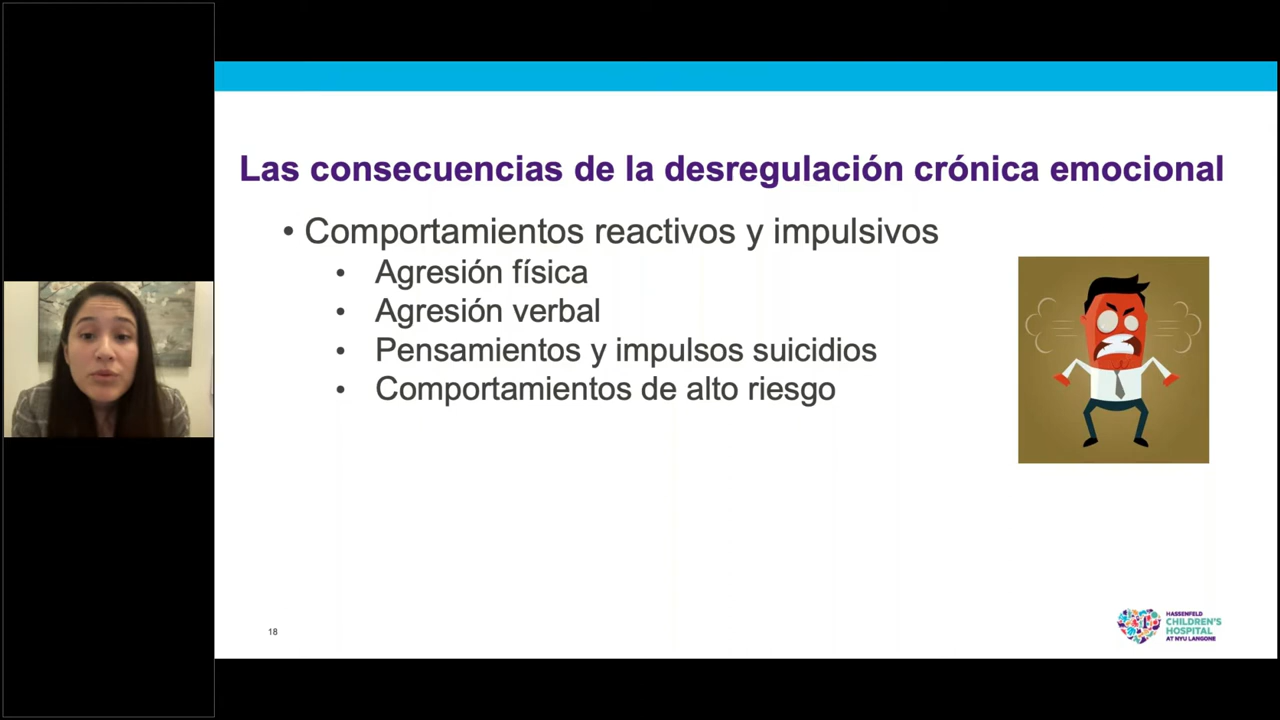 Las consecuencias de la desregulación crónica emocional
• Comportamientos reactivos y impulsivos
• Agresión física
• Agresión verbal
• Pensamientos y impulsos suicidios
• Comportamientos de alto riesgo
18
HASSENFELD
CHILDREN'S
HOSPITAL
AT NYU LANGONE